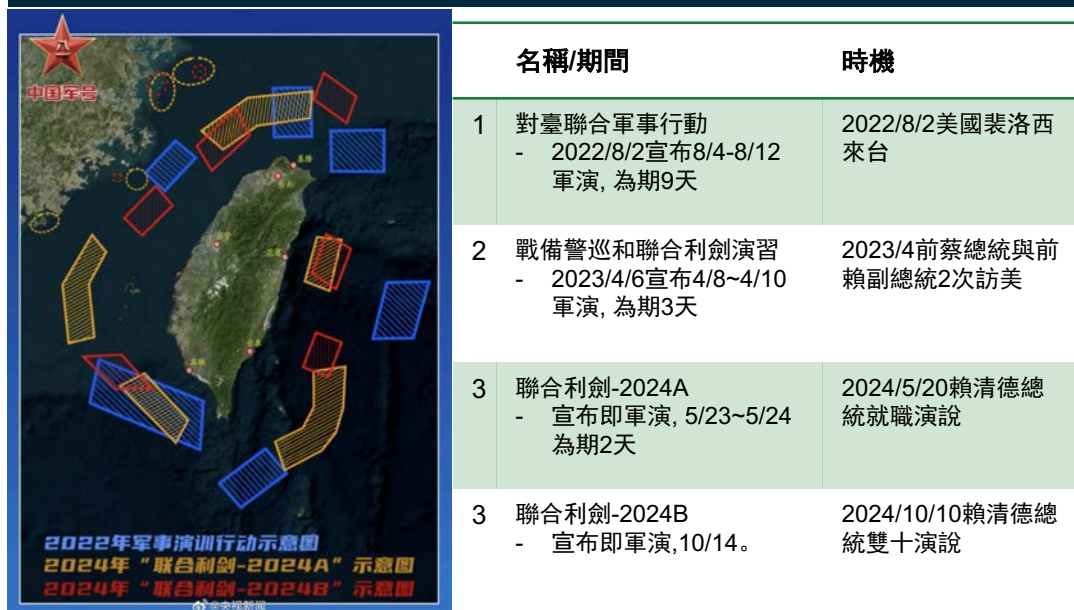 中国军号
基隆
2022年军事演训行动示意图
2024年“联合利剑-2024A”示意图
2024年“联合利剑-2024B”示意图
@央视新闻
名稱/期間 時機
1 對臺聯合軍事行動 2022/8/2美國裴洛西
- 2022/8/2宣布8/4-8/12 來台
軍演, 為期9天
2 戰備警巡和聯合利劍演習 2023/4前蔡總統與前
- 2023/4/6宣布4/8~4/10 賴副總統2次訪美
軍演, 為期3天
3 聯合利劍-2024A 2024/5/20賴清德總
- 宣布即軍演, 5/23~5/24 統就職演說
為期2天
3 聯合利劍-2024B 2024/10/10賴清德總
- 宣布即軍演,10/14。 統雙十演說